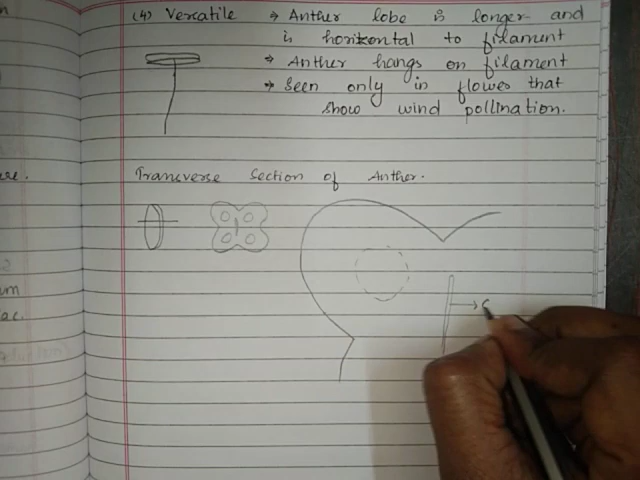 (4) Versatile → Anther lobe is longer and
is horizontal to filament
→ Anther hangs on filament
→ Seen only in flowes that
show wind pollination.
Transverse Section of Anther.